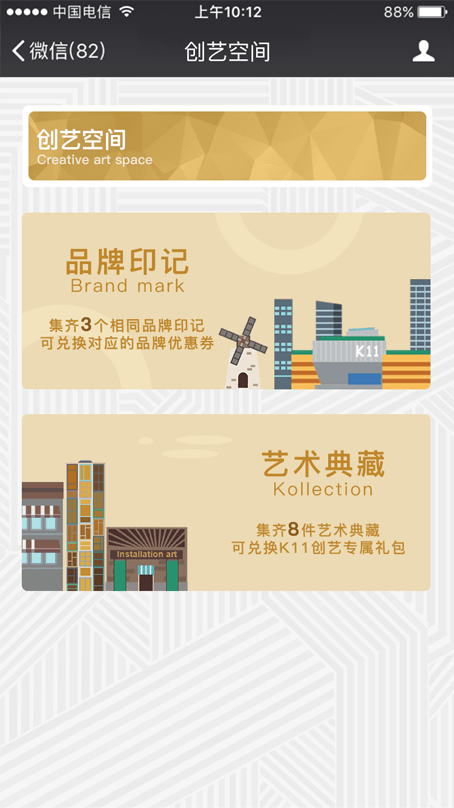 中国电信 上午10:12 88%
微信(82) 创艺空间
创艺空间
Creative art space
品牌印记
Brand mark
集齐3个相同品牌印记
可兑换对应的品牌优惠券
K11
艺术典藏
Kollection
集齐8件艺术典藏
可兑换K11创艺专属礼包
Installation art